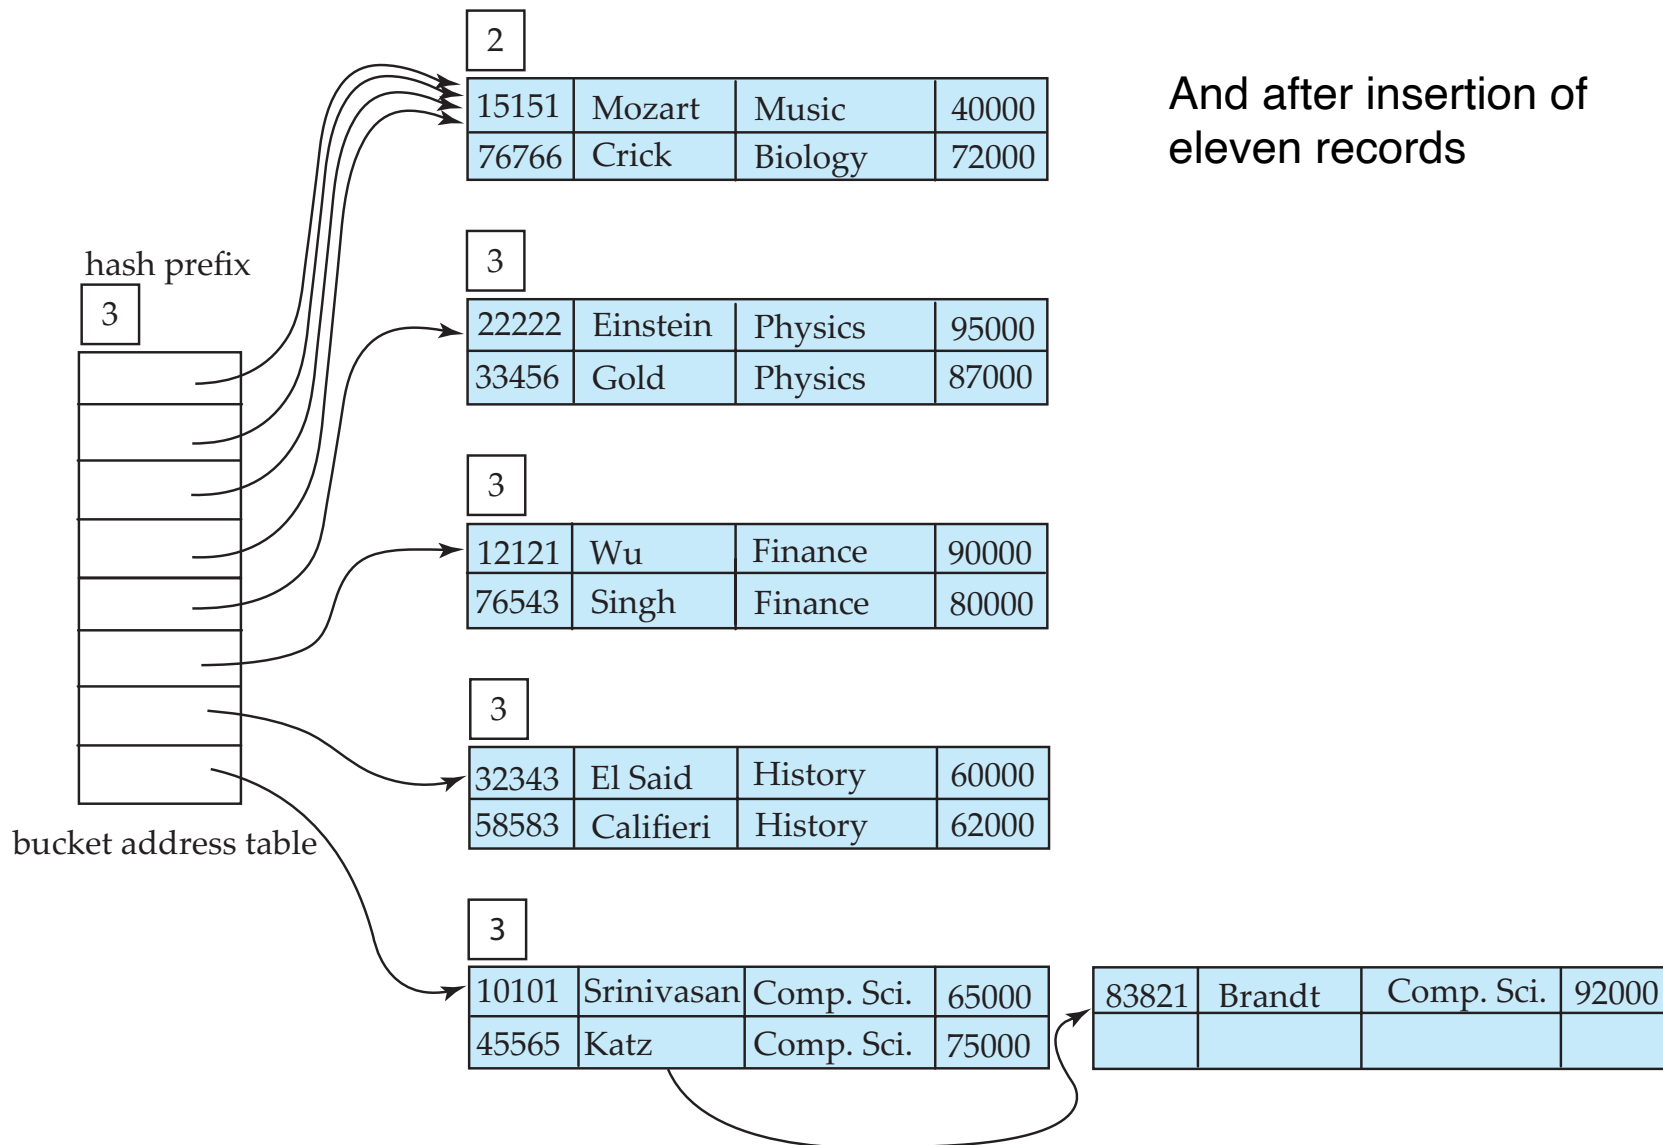 2
15151 Mozart Music 40000
76766 Crick Biology 72000
And after insertion of
eleven records
hash prefix
3
3
22222 Einstein Physics 95000
33456 Gold Physics 87000
3
12121 Wu Finance 90000
76543 Singh Finance 80000
3
32343 El Said History 60000
58583 Califieri History 62000
bucket address table
3
10101 Srinivasan Comp. Sci. 65000
45565 Katz Comp. Sci. 75000
83821 Brandt Comp. Sci. 92000